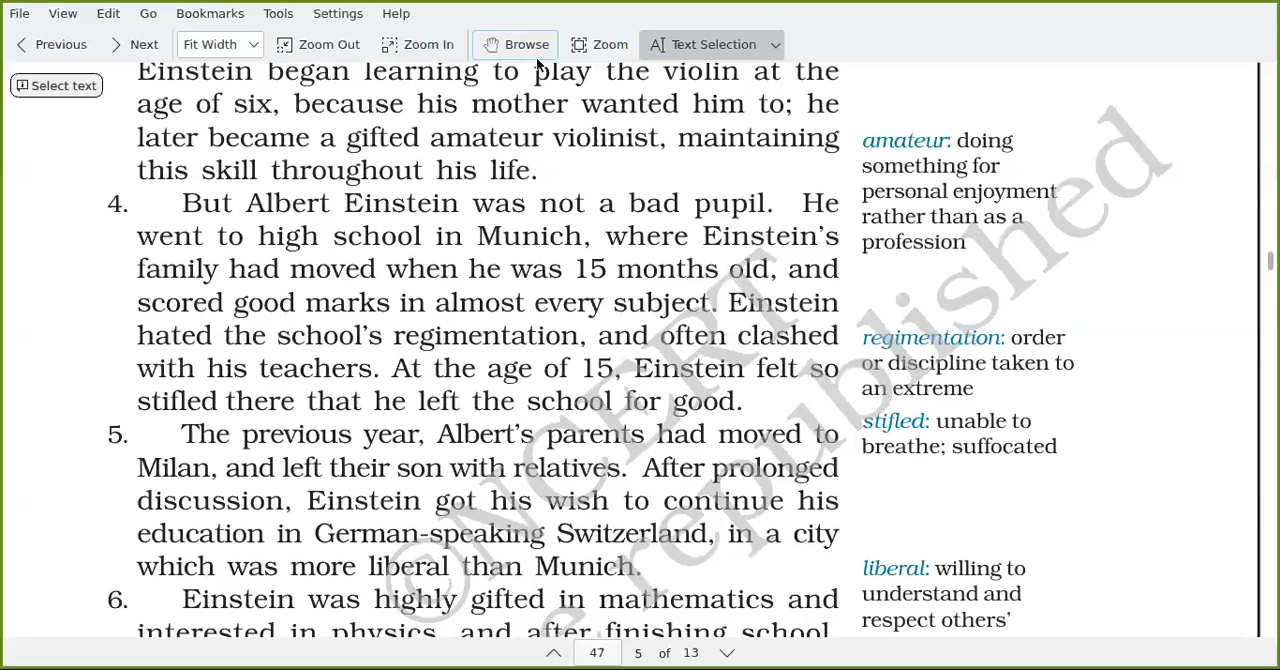 File View Edit Go Bookmarks Tools Settings Help
Previous Next Fit Width Zoom Out Zoom In Browse Zoom Text Selection
Select text
Einstein began learning to play the violin at the
age of six, because his mother wanted him to; he
later became a gifted amateur violinist, maintaining
this skill throughout his life.
4. But Albert Einstein was not a bad pupil. He
went to high school in Munich, where Einstein’s
family had moved when he was 15 months old, and
scored good marks in almost every subject. Einstein
hated the school’s regimentation, and often clashed
with his teachers. At the age of 15, Einstein felt so
stifled there that he left the school for good.
5. The previous year, Albert’s parents had moved to
Milan, and left their son with relatives. After prolonged
discussion, Einstein got his wish to continue his
education in German-speaking Switzerland, in a city
which was more liberal than Munich.
6. Einstein was highly gifted in mathematics and
interested in physics, and after finishing school,
amateur: doing
something for
personal enjoyment
rather than as a
profession
regimentation: order
or discipline taken to
an extreme
stifled: unable to
breathe; suffocated
liberal: willing to
understand and
respect others’
©NCERT
republished
47 5 of 13